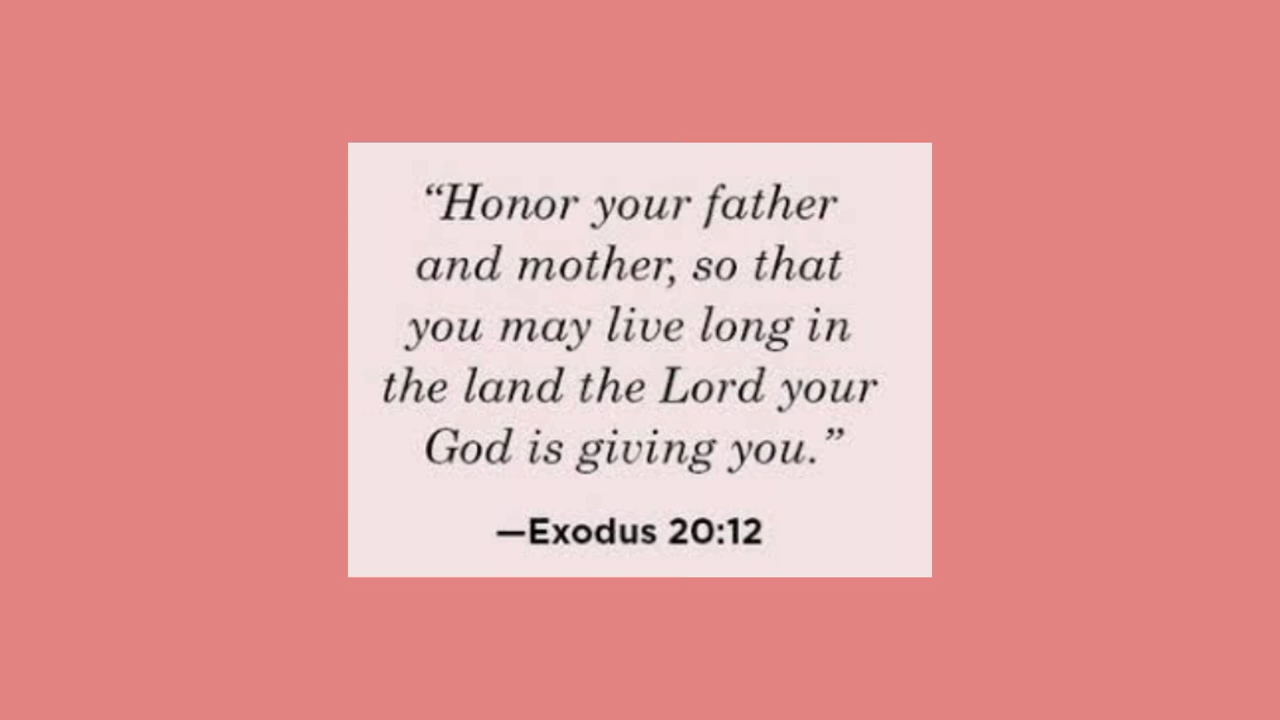 “Honor your father
and mother, so that
you may live long in
the land the Lord your
God is giving you.”
—Exodus 20:12